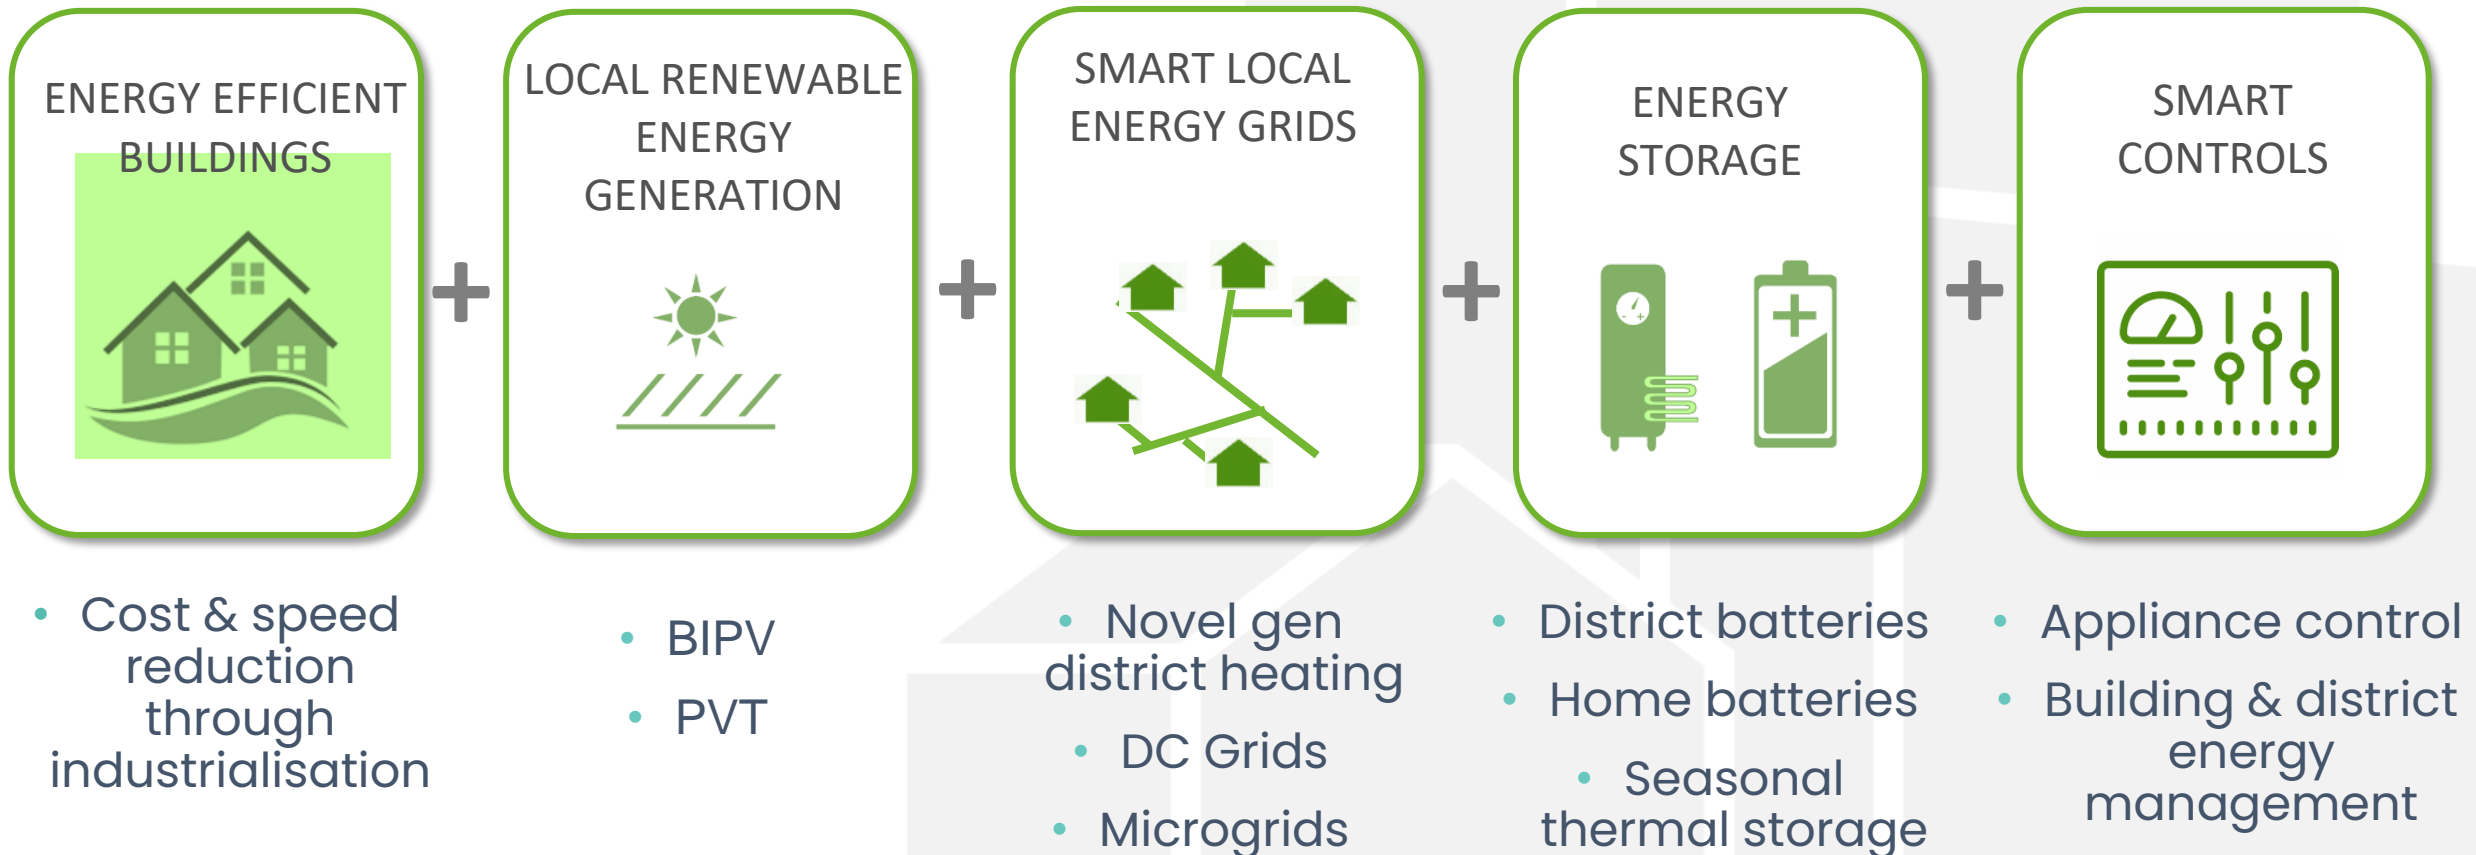 ENERGY EFFICIENT
BUILDINGS
LOCAL RENEWABLE
ENERGY
GENERATION
SMART LOCAL
ENERGY GRIDS
ENERGY
STORAGE
SMART
CONTROLS
• Cost & speed
reduction
through
industrialisation
• BIPV
• PVT
• Novel gen
district heating
• DC Grids
• Microgrids
• District batteries
• Home batteries
• Seasonal
thermal storage
• Appliance control
• Building & district
energy
management